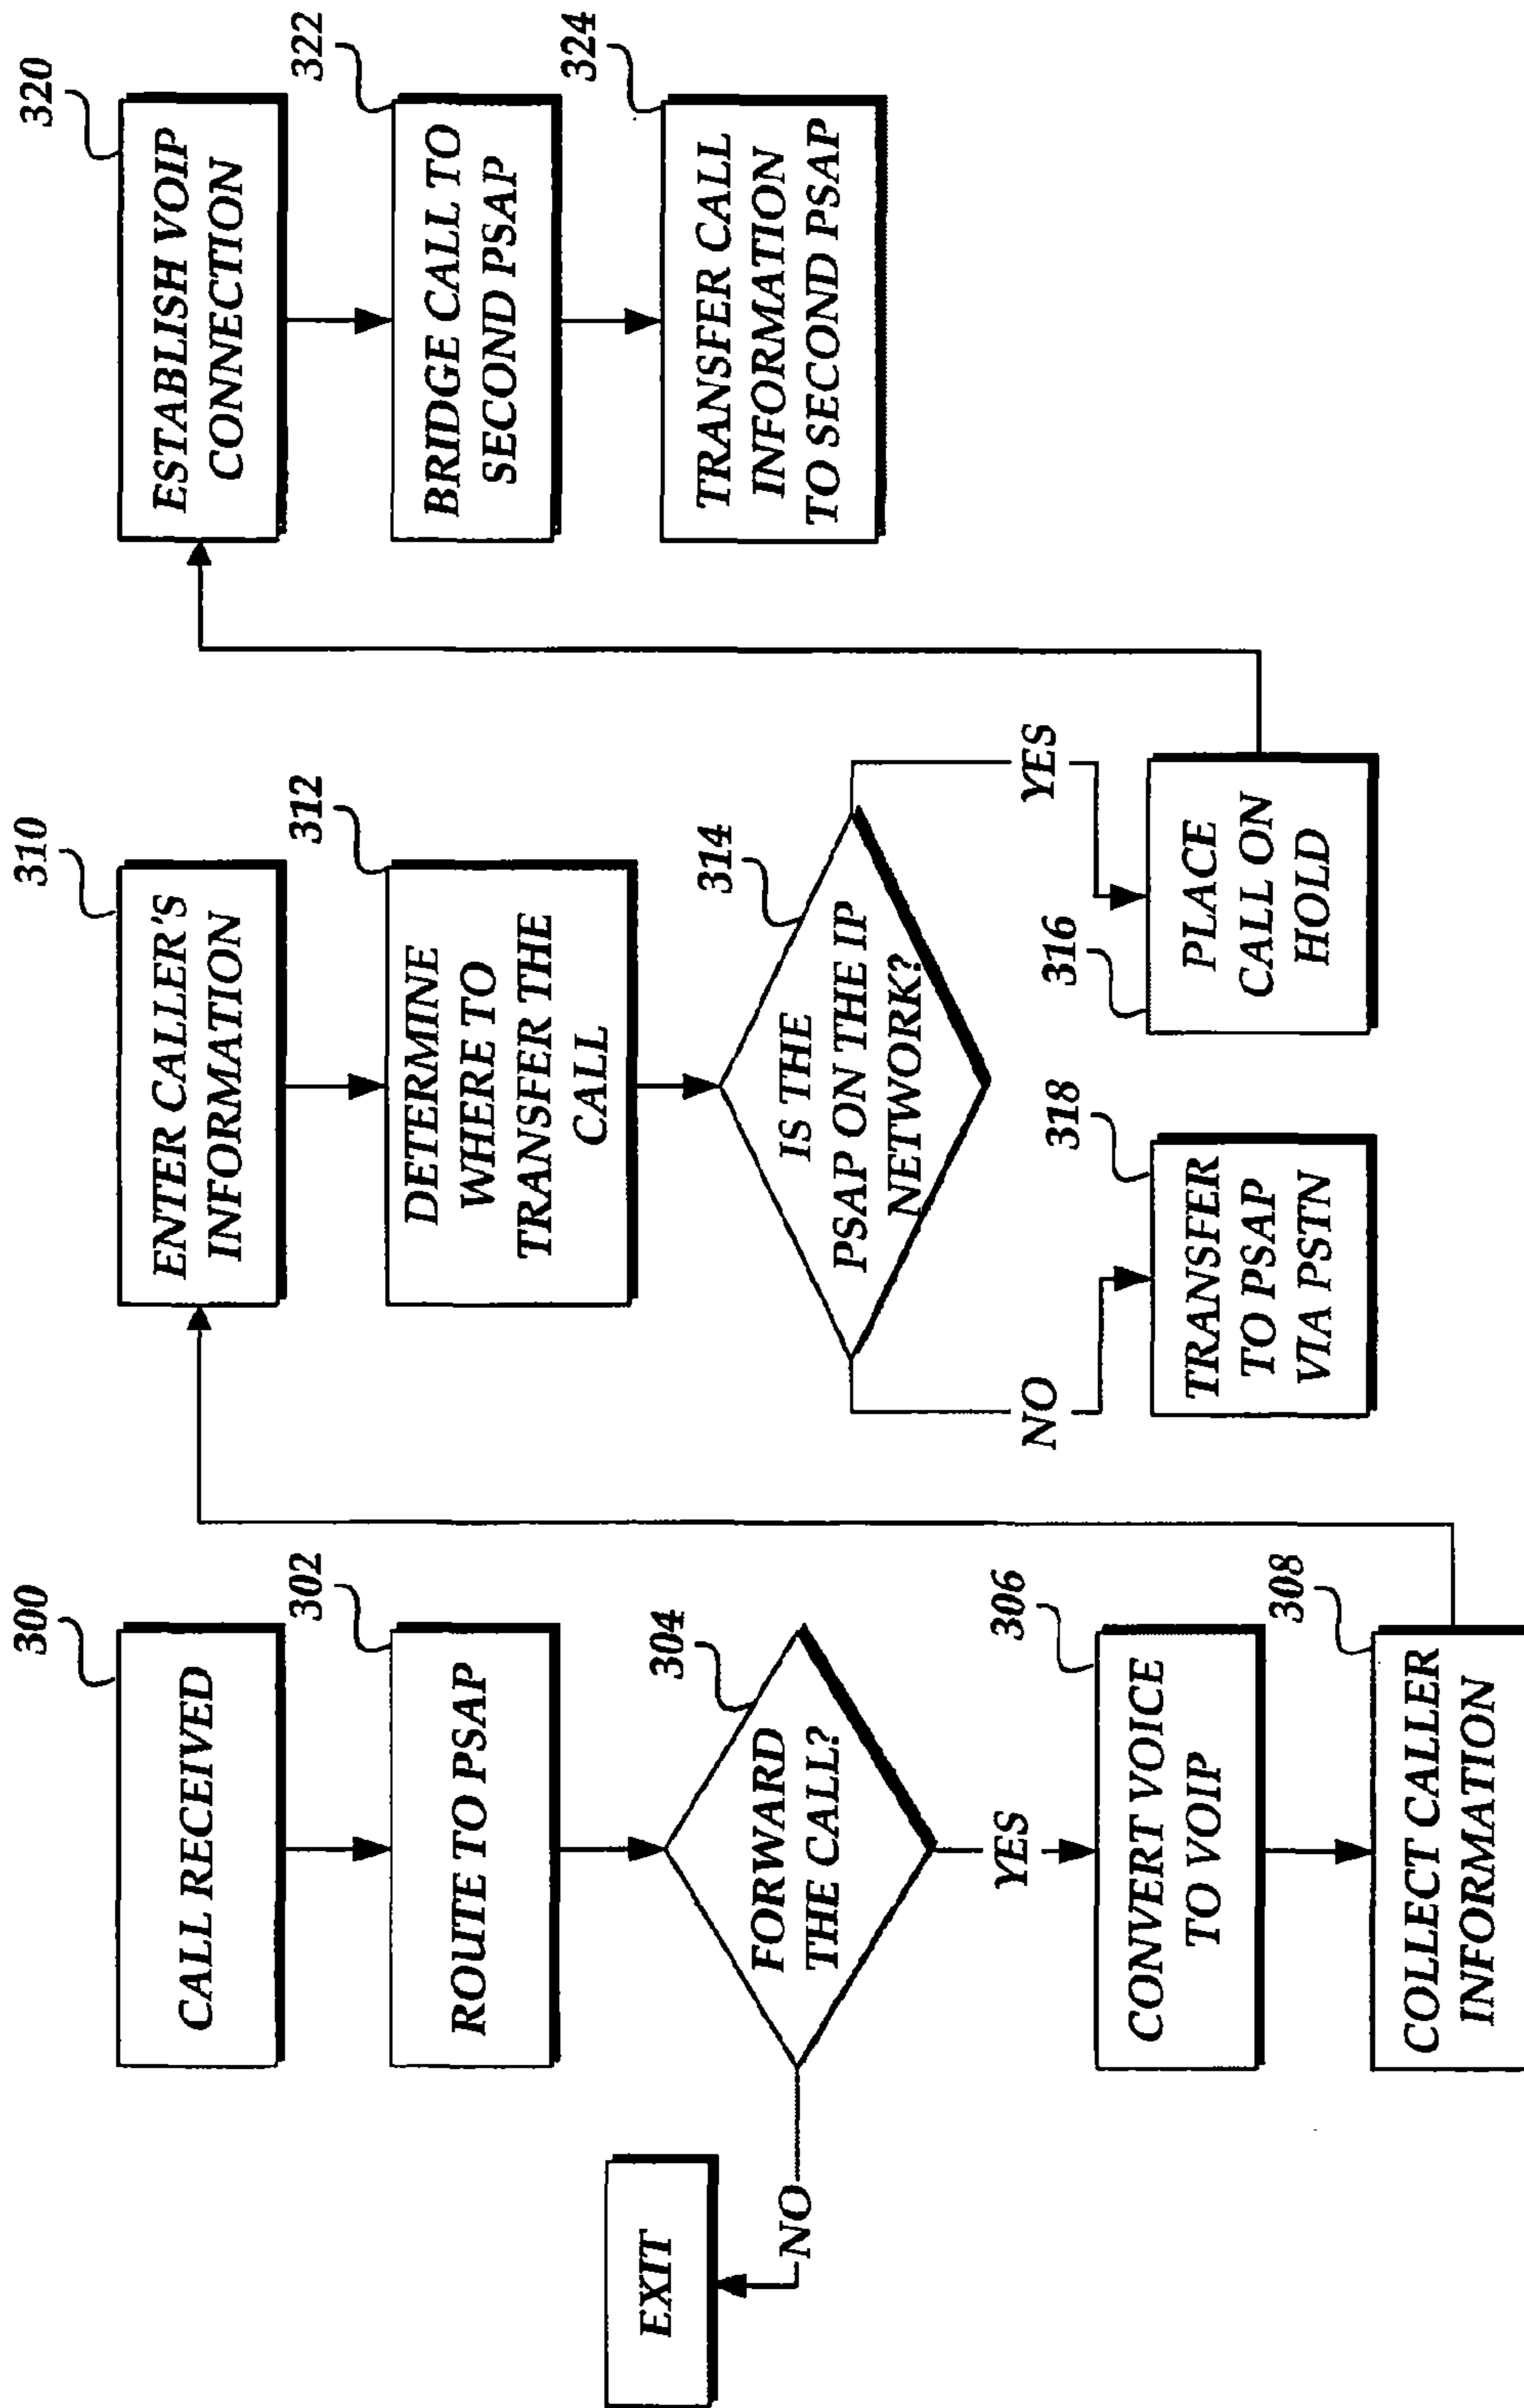 300
CALL RECEIVED
302
ROUTE TO PSAP
304
FORWARD
THE CALL?
NO
EXIT
YES
306
CONVERT VOICE
TO VOIP
308
COLLECT CALLER
INFORMATION
310
ENTER CALLER'S
INFORMATION
312
DETERMINE
WHERE TO
TRANSFER THE
CALL
314
IS THE
PSAP ON THE IP
NETWORK?
NO
YES
318
TRANSFER
TO PSAP
VIA PSTN
316
PLACE
CALL ON
HOLD
320
ESTABLISH VOIP
CONNECTION
322
BRIDGE CALL TO
SECOND PSAP
324
TRANSFER CALL
INFORMATION
TO SECOND PSAP